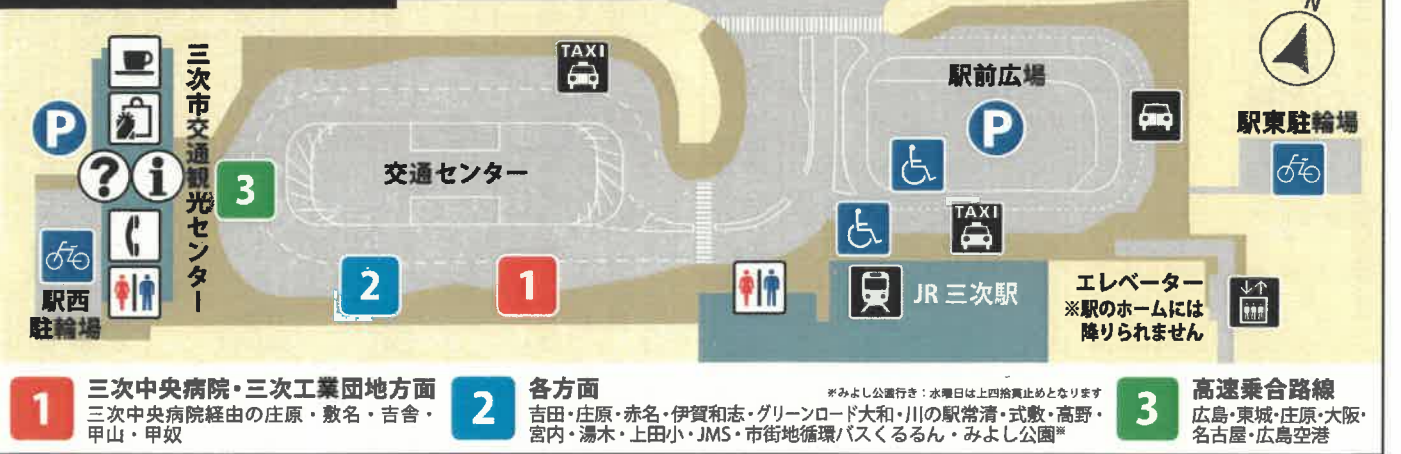 N
TAXI
駅前広場
P
三次市交通観光センター
P
駅東駐輪場
? i
3
交通センター
TAXI
2
1
JR 三次駅
エレベーター
※駅のホームには
降りられません
駅西
駐輪場
1
三次中央病院・三次工業団地方面
三次中央病院経由の庄原・敷名・吉舎・
甲山・甲奴
2
各方面
※みよし公園行き:水曜日は上四拾貫止めとなります
吉田・庄原・赤名・伊賀和志・グリーンロード大和・川の駅常清・式敷・高野・
宮内・湯木・上田小・JMS・市街地循環バスくるるん・みよし公園※
3
高速乗合路線
広島・東城・庄原・大阪・
名古屋・広島空港